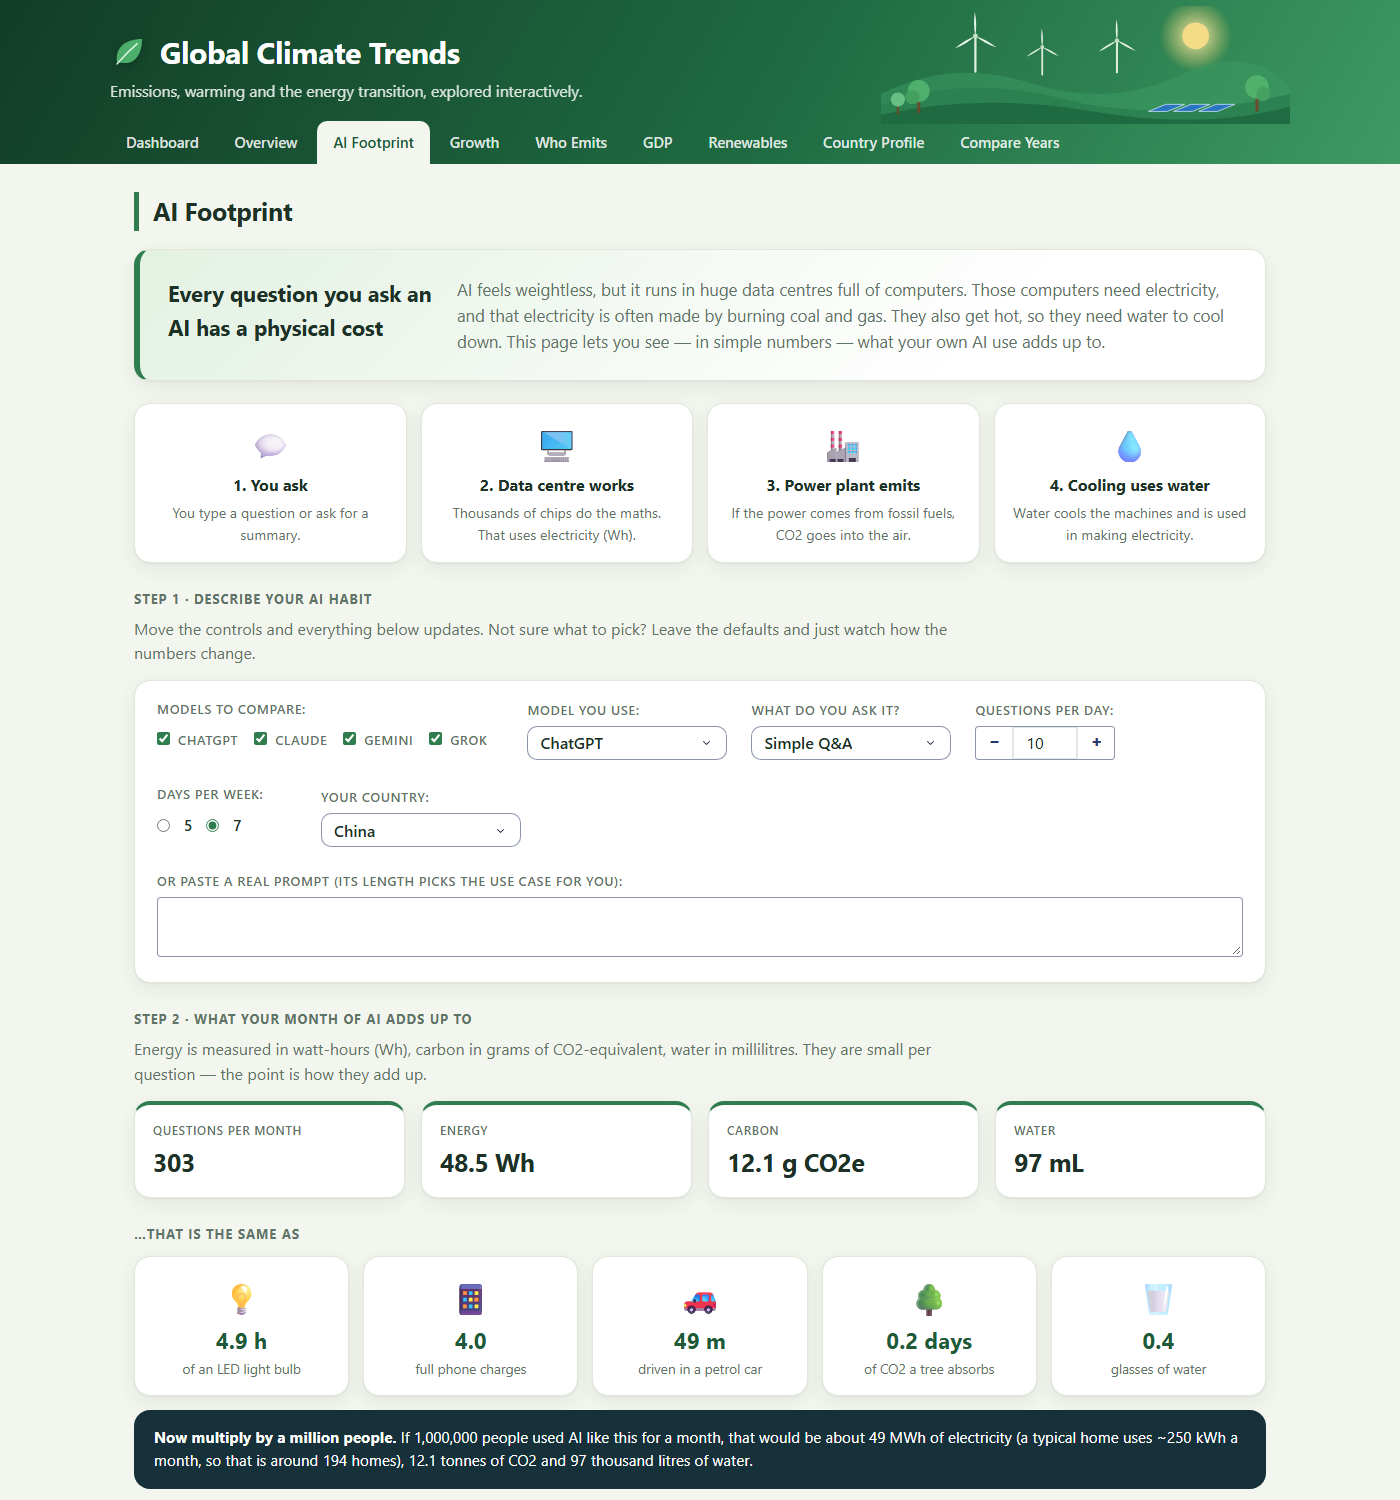 Global Climate Trends
Emissions, warming and the energy transition, explored interactively.
Dashboard Overview AI Footprint Growth Who Emits GDP Renewables Country Profile Compare Years
AI Footprint
Every question you ask an
AI has a physical cost
AI feels weightless, but it runs in huge data centres full of computers. Those computers need electricity,
and that electricity is often made by burning coal and gas. They also get hot, so they need water to cool
down. This page lets you see — in simple numbers — what your own AI use adds up to.
1. You ask
You type a question or ask for a
summary.
2. Data centre works
Thousands of chips do the maths.
That uses electricity (Wh).
3. Power plant emits
If the power comes from fossil fuels,
CO2 goes into the air.
4. Cooling uses water
Water cools the machines and is used
in making electricity.
STEP 1 · DESCRIBE YOUR AI HABIT
Move the controls and everything below updates. Not sure what to pick? Leave the defaults and just watch how the
numbers change.
MODELS TO COMPARE:
CHATGPT CLAUDE GEMINI GROK
MODEL YOU USE:
ChatGPT
WHAT DO YOU ASK IT?
Simple Q&A
QUESTIONS PER DAY:
− 10 +
DAYS PER WEEK:
5 7
YOUR COUNTRY:
China
OR PASTE A REAL PROMPT (ITS LENGTH PICKS THE USE CASE FOR YOU):
STEP 2 · WHAT YOUR MONTH OF AI ADDS UP TO
Energy is measured in watt-hours (Wh), carbon in grams of CO2-equivalent, water in millilitres. They are small per
question — the point is how they add up.
QUESTIONS PER MONTH
303
ENERGY
48.5 Wh
CARBON
12.1 g CO2e
WATER
97 mL
...THAT IS THE SAME AS
4.9 h
of an LED light bulb
4.0
full phone charges
49 m
driven in a petrol car
0.2 days
of CO2 a tree absorbs
0.4
glasses of water
Now multiply by a million people. If 1,000,000 people used AI like this for a month, that would be about 49 MWh of electricity (a typical home uses ~250 kWh a
month, so that is around 194 homes), 12.1 tonnes of CO2 and 97 thousand litres of water.